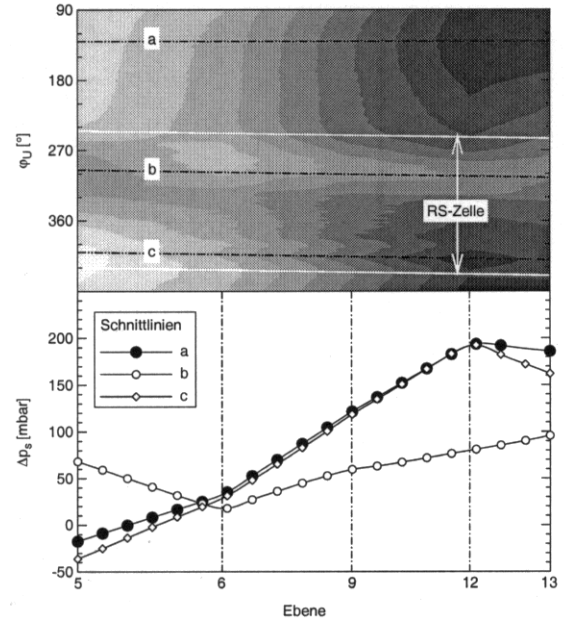 90
a
180
φU [°]
270
b
RS-Zelle
360
c
200
Schnittlinien
a
b
c
150
100
Δps [mbar]
50
0
-50
5 6 9 12 13
Ebene